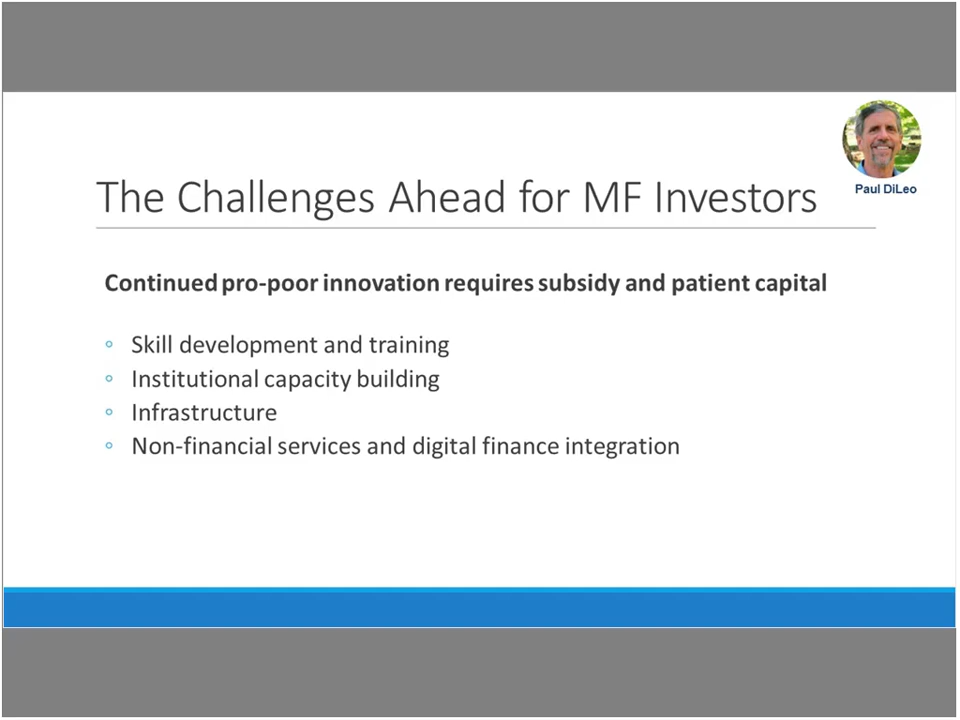 Paul DiLeo
The Challenges Ahead for MF Investors
Continued pro-poor innovation requires subsidy and patient capital
◦ Skill development and training
◦ Institutional capacity building
◦ Infrastructure
◦ Non-financial services and digital finance integration